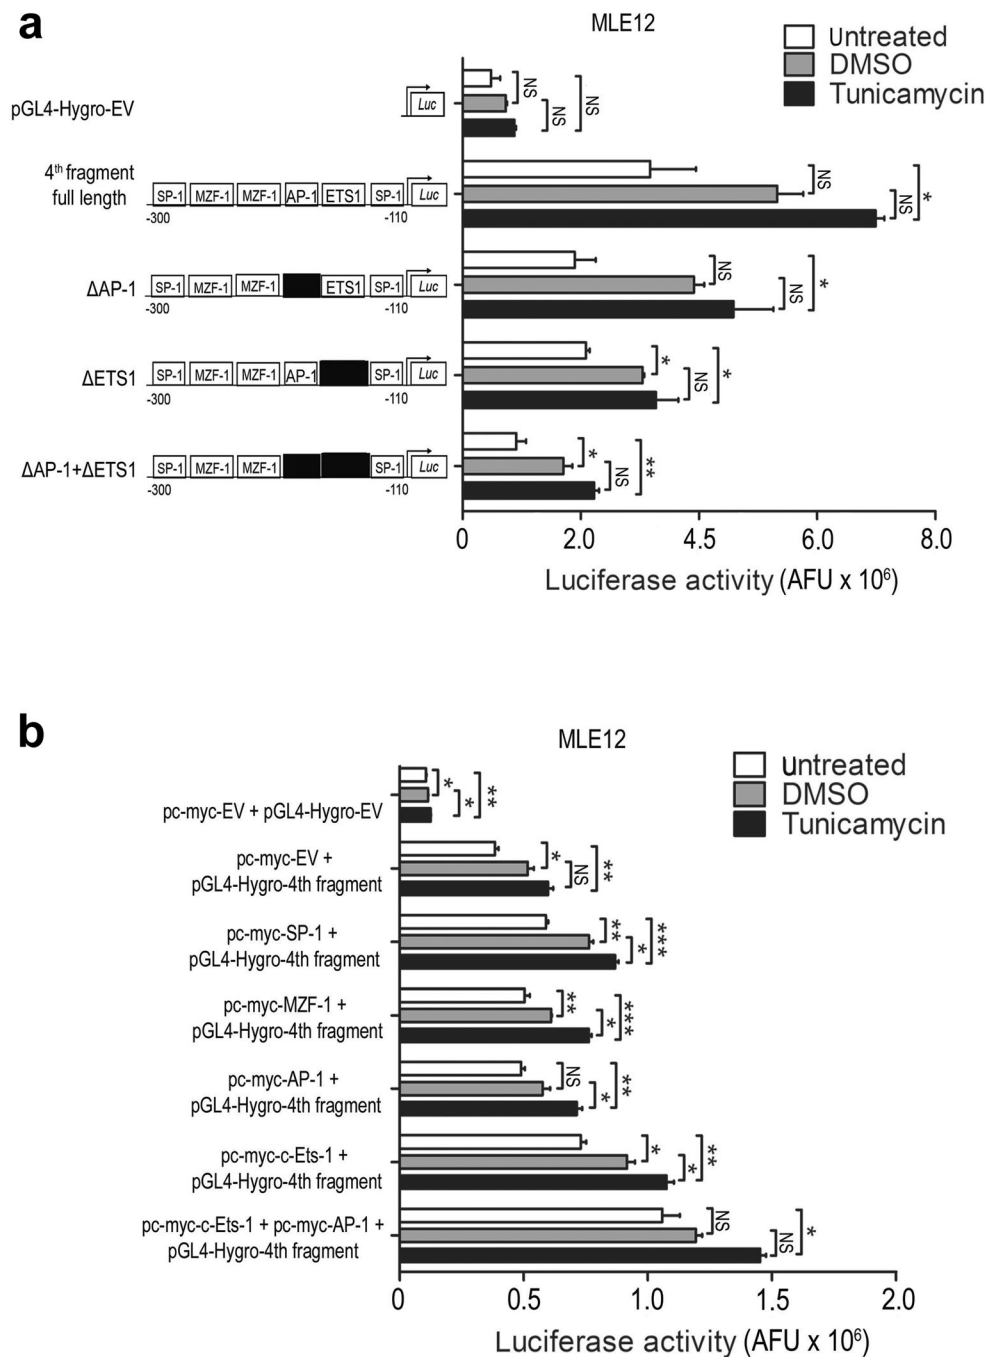 a
MLE12
Untreated
DMSO
Tunicamycin
pGL4-Hygro-EV
Luc
NS
NS
NS
4th fragment
full length
SP-1 MZF-1 MZF-1 AP-1 ETS1 SP-1 Luc
-300 -110
NS
NS
*
ΔAP-1
SP-1 MZF-1 MZF-1 ETS1 SP-1 Luc
-300 -110
NS
NS
*
ΔETS1
SP-1 MZF-1 MZF-1 AP-1 SP-1 Luc
-300 -110
*
NS
*
ΔAP-1+ΔETS1
SP-1 MZF-1 MZF-1 SP-1 Luc
-300 -110
*
NS
**
0 2.0 4.5 6.0 8.0
Luciferase activity (AFU x 10⁶)
b
MLE12
untreated
DMSO
Tunicamycin
pc-myc-EV + pGL4-Hygro-EV
*
*
**
pc-myc-EV +
pGL4-Hygro-4th fragment
*
NS
**
pc-myc-SP-1 +
pGL4-Hygro-4th fragment
**
*
***
pc-myc-MZF-1 +
pGL4-Hygro-4th fragment
**
*
***
pc-myc-AP-1 +
pGL4-Hygro-4th fragment
NS
*
**
pc-myc-c-Ets-1 +
pGL4-Hygro-4th fragment
*
*
**
pc-myc-c-Ets-1 + pc-myc-AP-1 +
pGL4-Hygro-4th fragment
NS
NS
*
0 0.5 1.0 1.5 2.0
Luciferase activity (AFU x 10⁶)